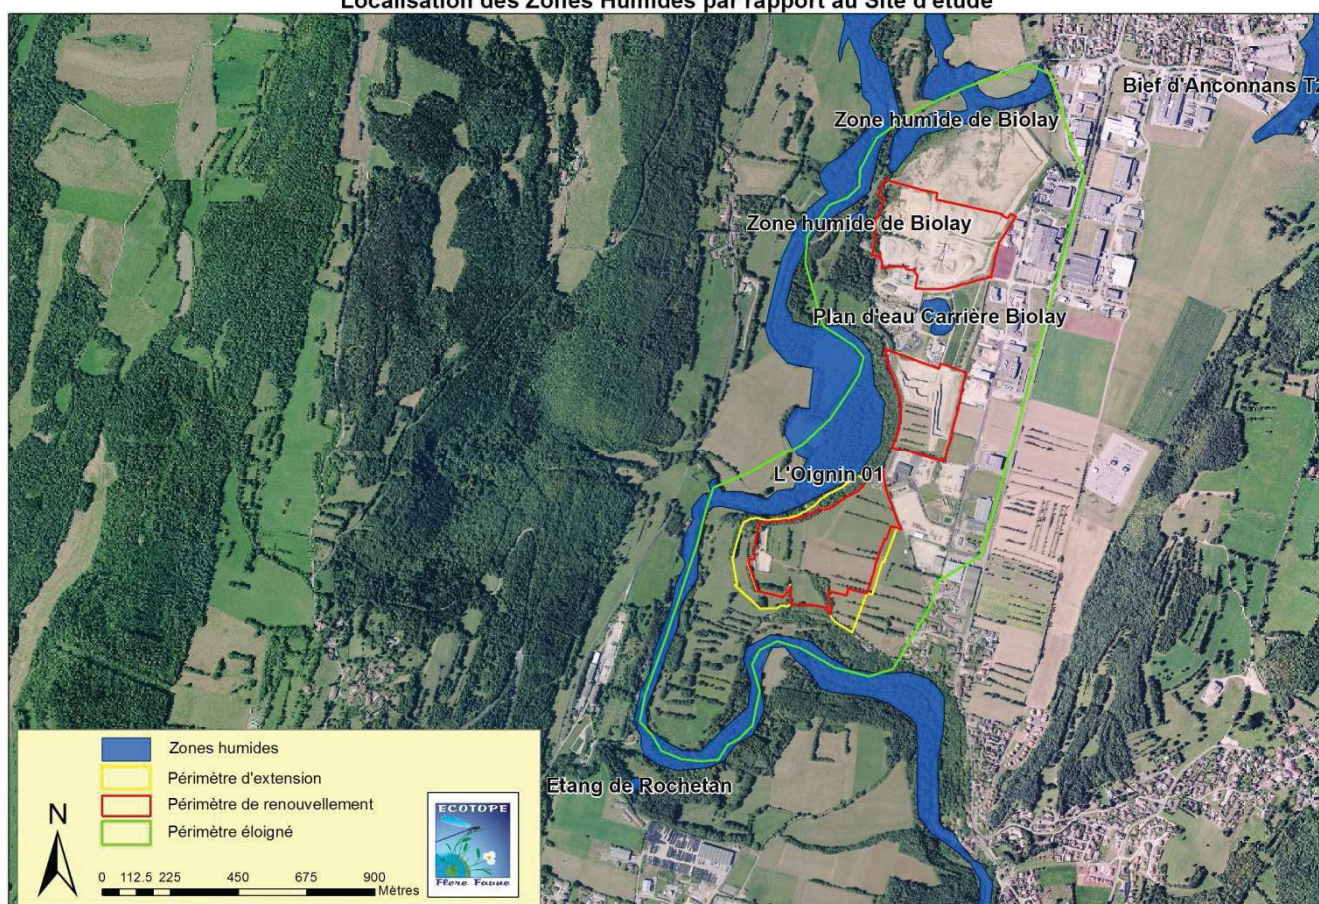 Localisation des Zones Humides par rapport au Site d'étude
Bief d'Anconnans T2
Zone humide de Biolay
Zone humide de Biolay
Plan d'eau Carrière Biolay
L'Oignin 01
Etang de Rochetan
Zones humides
Périmètre d'extension
Périmètre de renouvellement
Périmètre éloigné
N
0 112.5 225 450 675 900
Mètres
ECOTOPE
Flore Faune